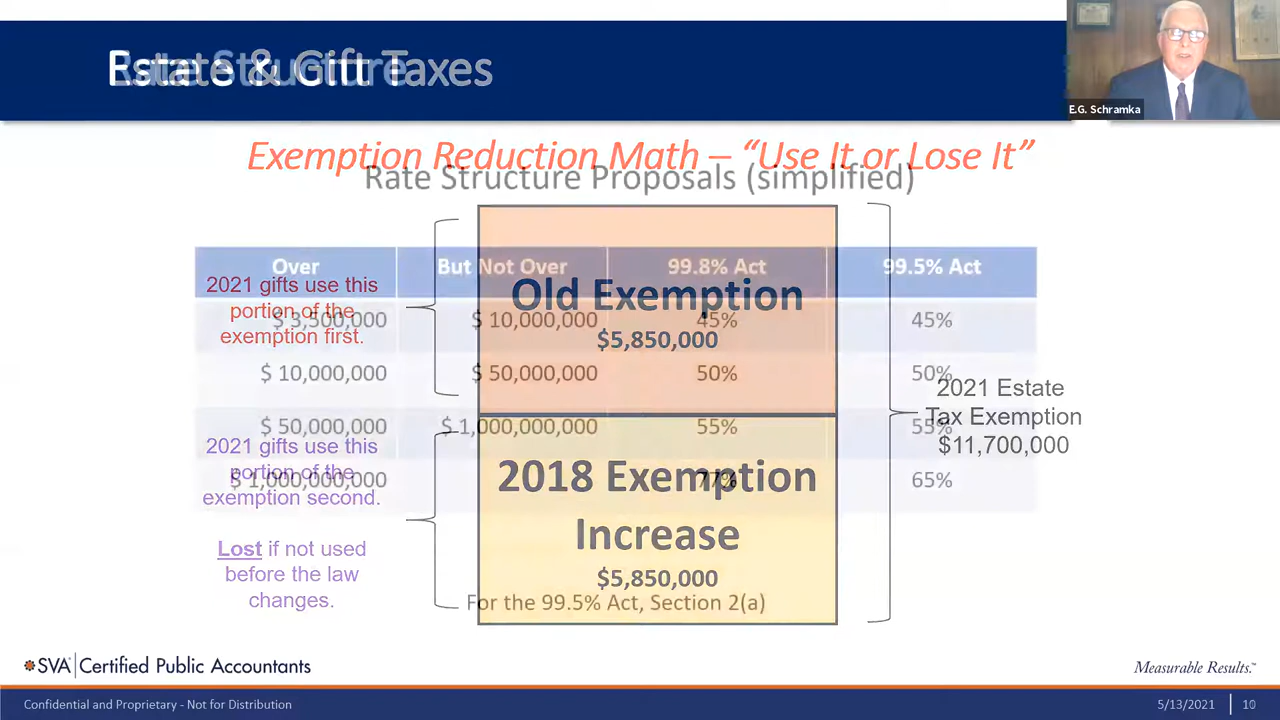 Estate & Gift Taxes
Rate Structure
E.G. Schramka
Exemption Reduction Math – “Use It or Lose It”
Rate Structure Proposals (simplified)
Over But Not Over 99.8% Act 99.5% Act
$ 3,500,000 $ 10,000,000 45% 45%
$ 10,000,000 $ 50,000,000 50% 50%
$ 50,000,000 $ 1,000,000,000 55% 55%
$ 1,000,000,000 77% 65%
2021 gifts use this
portion of the
exemption first.
Old Exemption
$5,850,000
2021 gifts use this
portion of the
exemption second.
Lost if not used
before the law
changes.
2018 Exemption
Increase
$5,850,000
2021 Estate
Tax Exemption
$11,700,000
For the 99.5% Act, Section 2(a)
SVA Certified Public Accountants
Measurable Results.™
Confidential and Proprietary - Not for Distribution
5/13/2021 10